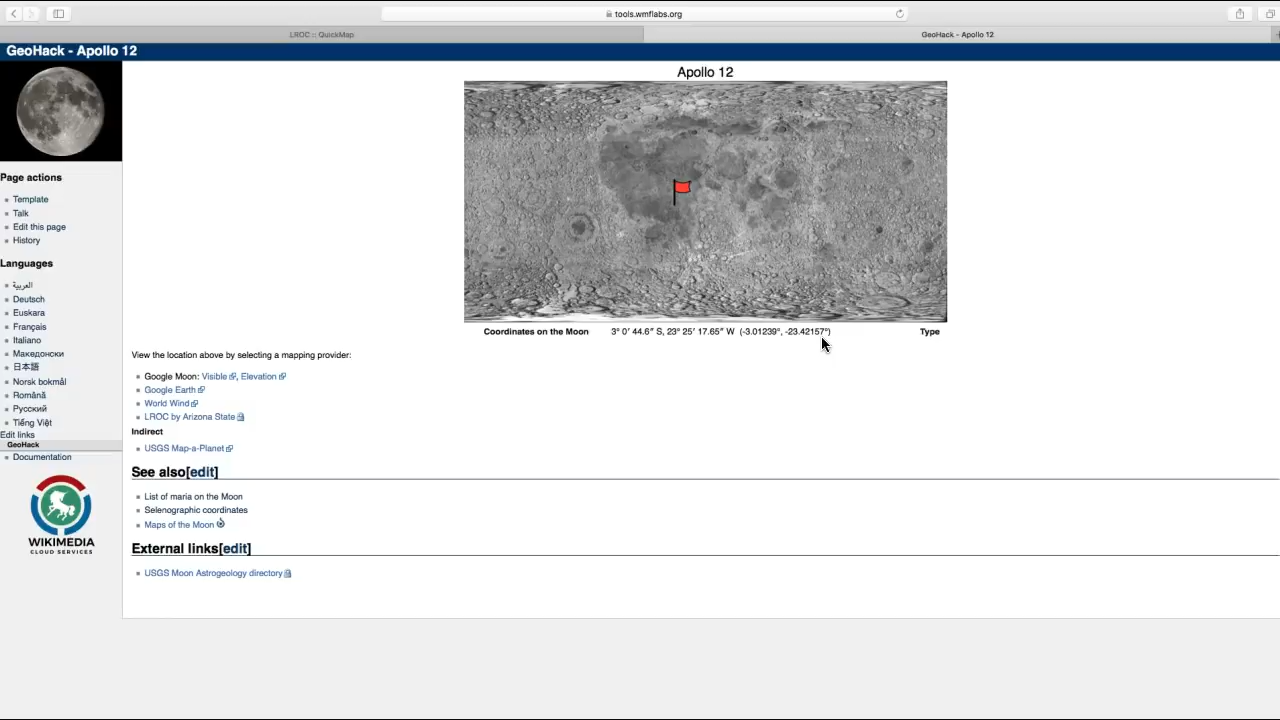 tools.wmflabs.org
LROC :: QuickMap
GeoHack - Apollo 12
GeoHack - Apollo 12
Apollo 12
Coordinates on the Moon 3° 0′ 44.6″ S, 23° 25′ 17.65″ W (-3.01239°, -23.42157°) Type
Page actions
Template
Talk
Edit this page
History
Languages
العربية
Deutsch
Euskara
Français
Italiano
Македонски
日本語
Norsk bokmål
Română
Русский
Tiếng Việt
Edit links
GeoHack
Documentation
WIKIMEDIA
CLOUD SERVICES
View the location above by selecting a mapping provider:
Google Moon: Visible, Elevation
Google Earth
World Wind
LROC by Arizona State
Indirect
USGS Map-a-Planet
See also[edit]
List of maria on the Moon
Selenographic coordinates
Maps of the Moon
External links[edit]
USGS Moon Astrogeology directory